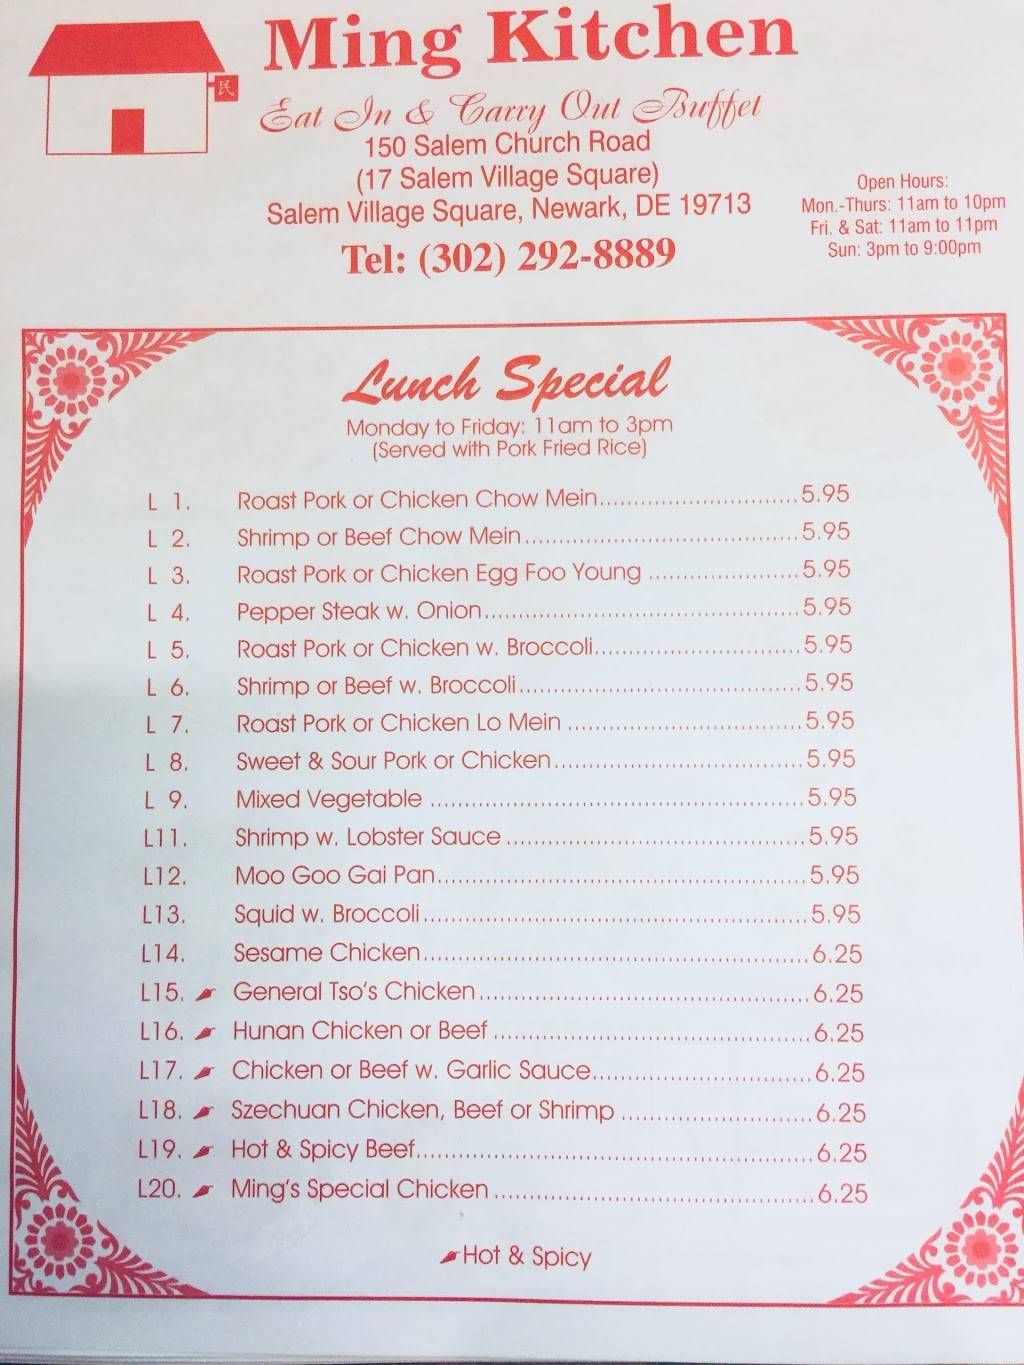 Ming Kitchen
民
Eat In & Carry Out Buffet
150 Salem Church Road
(17 Salem Village Square)
Salem Village Square, Newark, DE 19713
Tel: (302) 292-8889
Open Hours:
Mon.-Thurs: 11am to 10pm
Fri. & Sat: 11am to 11pm
Sun: 3pm to 9:00pm
Lunch Special
Monday to Friday: 11am to 3pm
(Served with Pork Fried Rice)
L 1. Roast Pork or Chicken Chow Mein............................5.95
L 2. Shrimp or Beef Chow Mein.......................................5.95
L 3. Roast Pork or Chicken Egg Foo Young ......................5.95
L 4. Pepper Steak w. Onion..............................................5.95
L 5. Roast Pork or Chicken w. Broccoli..............................5.95
L 6. Shrimp or Beef w. Broccoli.........................................5.95
L 7. Roast Pork or Chicken Lo Mein ..................................5.95
L 8. Sweet & Sour Pork or Chicken....................................5.95
L 9. Mixed Vegetable ......................................................5.95
L11. Shrimp w. Lobster Sauce ...........................................5.95
L12. Moo Goo Gai Pan.....................................................5.95
L13. Squid w. Broccoli.......................................................5.95
L14. Sesame Chicken.......................................................6.25
L15. General Tso's Chicken...............................................6.25
L16. Hunan Chicken or Beef .............................................6.25
L17. Chicken or Beef w. Garlic Sauce................................6.25
L18. Szechuan Chicken, Beef or Shrimp ...........................6.25
L19. Hot & Spicy Beef........................................................6.25
L20. Ming's Special Chicken .............................................6.25
Hot & Spicy